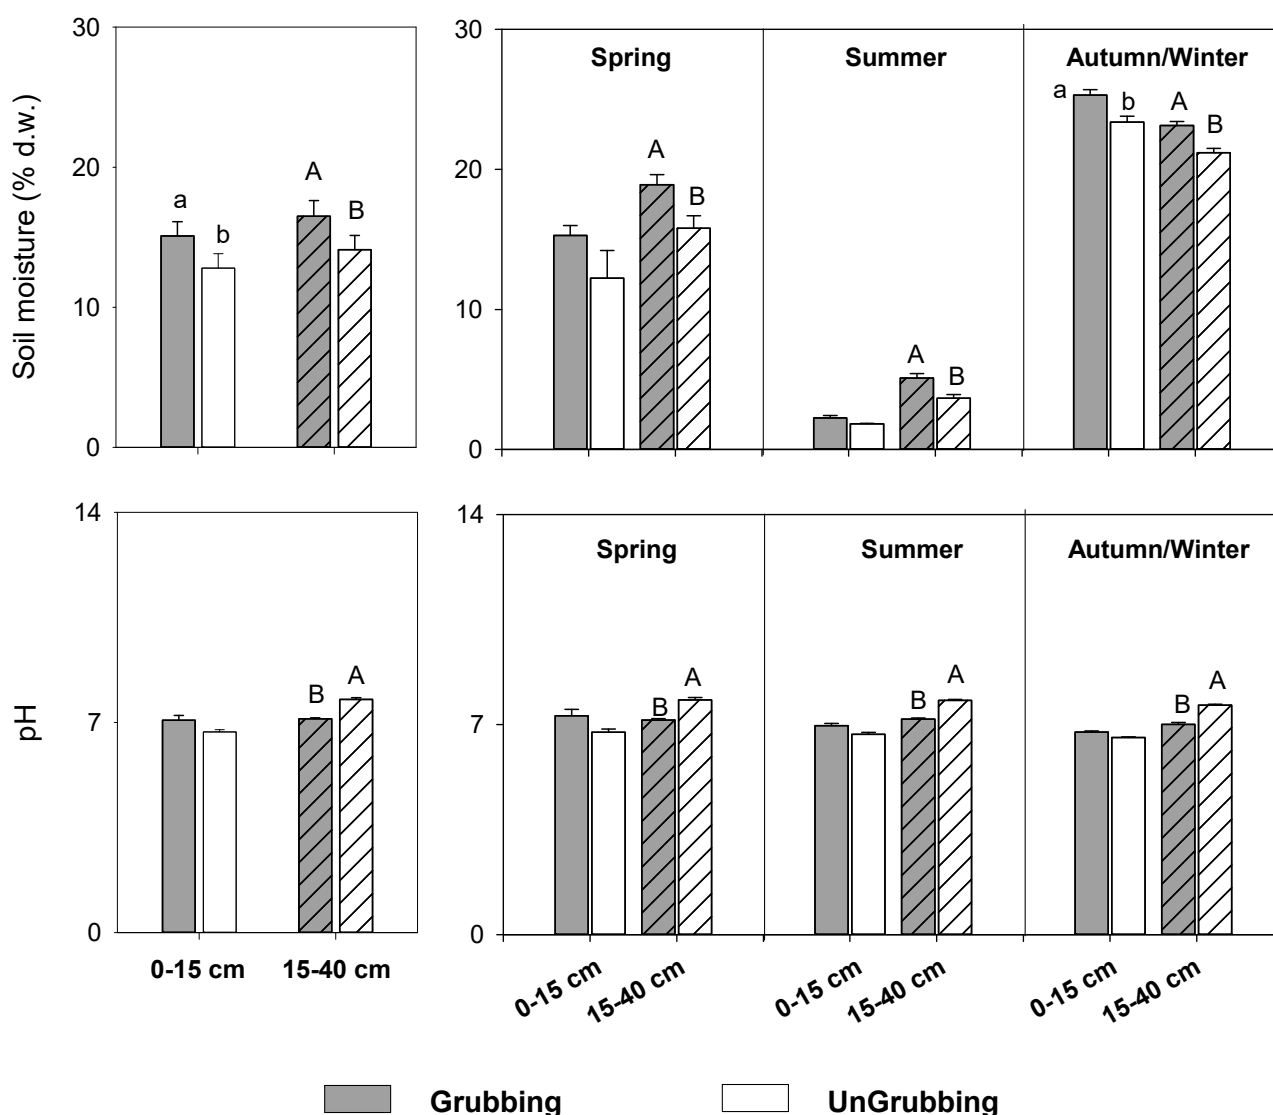 30
20
10
0
Soil moisture (% d.w.)
a
b
A
B
30
20
10
0
Spring
Summer
Autumn/Winter
A
B
A
B
a
b
A
B
14
7
0
pH
B
A
0-15 cm
15-40 cm
14
7
0
Spring
Summer
Autumn/Winter
B
A
B
A
B
A
0-15 cm
15-40 cm
0-15 cm
15-40 cm
0-15 cm
15-40 cm
Grubbing
UnGrubbing